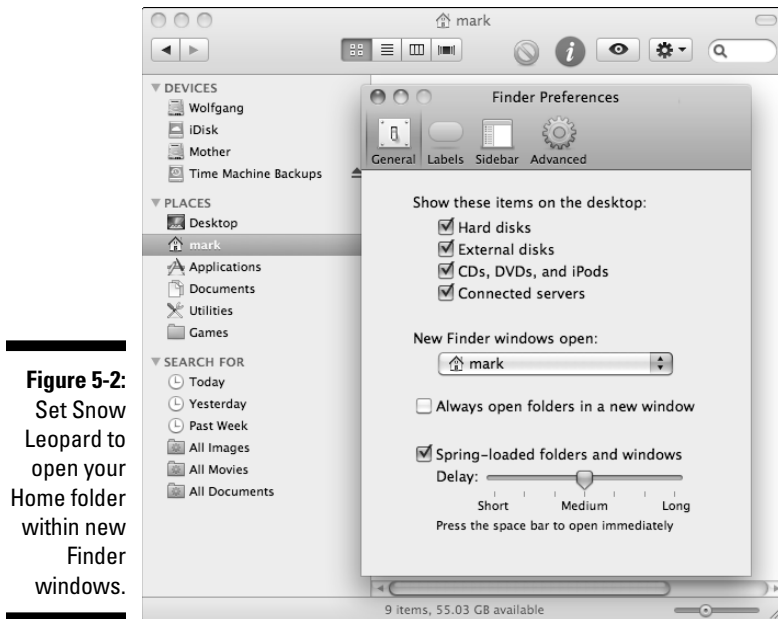 mark
DEVICES
Wolfgang
iDisk
Mother
Time Machine Backups
PLACES
Desktop
mark
Applications
Documents
Utilities
Games
SEARCH FOR
Today
Yesterday
Past Week
All Images
All Movies
All Documents
Finder Preferences
General Labels Sidebar Advanced
Show these items on the desktop:
Hard disks
External disks
CDs, DVDs, and iPods
Connected servers
New Finder windows open:
mark
Always open folders in a new window
Spring-loaded folders and windows
Delay:
Short Medium Long
Press the space bar to open immediately
9 items, 55.03 GB available
Figure 5-2:
Set Snow
Leopard to
open your
Home folder
within new
Finder
windows.